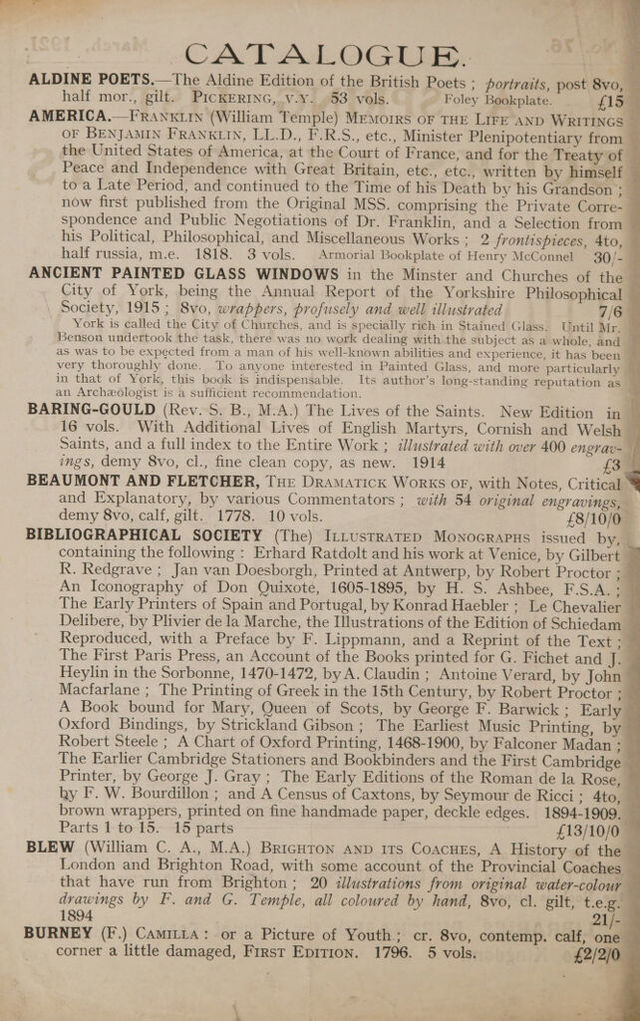 CATALOGUE.
ALDINE POETS.—The Aldine Edition of the British Poets ; portraits, post 8vo,
half mor., gilt. PICKERING, V.Y. 53 vols. Foley Bookplate. £15
AMERICA.—FRANKLIN (William Temple) MEMOIRS OF THE LIFE AND WRITINGS
OF BENJAMIN FRANKLIN, LL.D., F.R.S., etc., Minister Plenipotentiary from
the United States of America, at the Court of France, and for the Treaty of
Peace and Independence with Great Britain, etc., etc., written by himself
to a Late Period, and continued to the Time of his Death by his Grandson ;
now first published from the Original MSS. comprising the Private Corre-
spondence and Public Negotiations of Dr. Franklin, and a Selection from
his Political, Philosophical, and Miscellaneous Works ; 2 frontispieces, 4to,
half russia, m.e. 1818. 3 vols. Armorial Bookplate of Henry McConnel 30/-
ANCIENT PAINTED GLASS WINDOWS in the Minster and Churches of the
City of York, being the Annual Report of the Yorkshire Philosophical
Society, 1915 ; 8vo, wrappers, profusely and well illustrated 7/6
York is called the City of Churches, and is specially rich in Stained Glass. Until Mr.
Benson undertook the task, there was no work dealing with the subject as a whole, and
as was to be expected from a man of his well-known abilities and experience, it has been
very thoroughly done. To anyone interested in Painted Glass, and more particularly
in that of York, this book is indispensable. Its author's long-standing reputation as
an Archæologist is a sufficient recommendation.
BARING-GOULD (Rev. S. B., M.A.) The Lives of the Saints. New Edition in
16 vols. With Additional Lives of English Martyrs, Cornish and Welsh
Saints, and a full index to the Entire Work ; illustrated with over 400 engrav-
ings, demy 8vo, cl., fine clean copy, as new. 1914 £3
BEAUMONT AND FLETCHER, THE DRAMATICK WORKS OF, with Notes, Critical
and Explanatory, by various Commentators ; with 54 original engravings,
demy 8vo, calf, gilt. 1778. 10 vols. £8/10/0
BIBLIOGRAPHICAL SOCIETY (The) ILLUSTRATED MONOGRAPHS issued by,
containing the following : Erhard Ratdolt and his work at Venice, by Gilbert
R. Redgrave ; Jan van Doesborgh, Printed at Antwerp, by Robert Proctor ;
An Iconography of Don Quixote, 1605-1895, by H. S. Ashbee, F.S.A. ;
The Early Printers of Spain and Portugal, by Konrad Haebler ; Le Chevalier
Delibere, by Plivier de la Marche, the Illustrations of the Edition of Schiedam
Reproduced, with a Preface by F. Lippmann, and a Reprint of the Text ;
The First Paris Press, an Account of the Books printed for G. Fichet and J.
Heylin in the Sorbonne, 1470-1472, by A. Claudin ; Antoine Verard, by John
Macfarlane ; The Printing of Greek in the 15th Century, by Robert Proctor ;
A Book bound for Mary, Queen of Scots, by George F. Barwick ; Early
Oxford Bindings, by Strickland Gibson ; The Earliest Music Printing, by
Robert Steele ; A Chart of Oxford Printing, 1468-1900, by Falconer Madan ;
The Earlier Cambridge Stationers and Bookbinders and the First Cambridge
Printer, by George J. Gray ; The Early Editions of the Roman de la Rose,
by F. W. Bourdillon ; and A Census of Caxtons, by Seymour de Ricci ; 4to,
brown wrappers, printed on fine handmade paper, deckle edges. 1894-1909.
Parts 1 to 15. 15 parts £13/10/0
BLEW (William C. A., M.A.) BRIGHTON AND ITS COACHES, A History of the
London and Brighton Road, with some account of the Provincial Coaches
that have run from Brighton ; 20 illustrations from original water-colour
drawings by F. and G. Temple, all coloured by hand, 8vo, cl. gilt, t.e.g.
1894 21/-
BURNEY (F.) CAMILLA : or a Picture of Youth ; cr. 8vo, contemp. calf, one
corner a little damaged, FIRST EDITION. 1796. 5 vols. £2/2/0